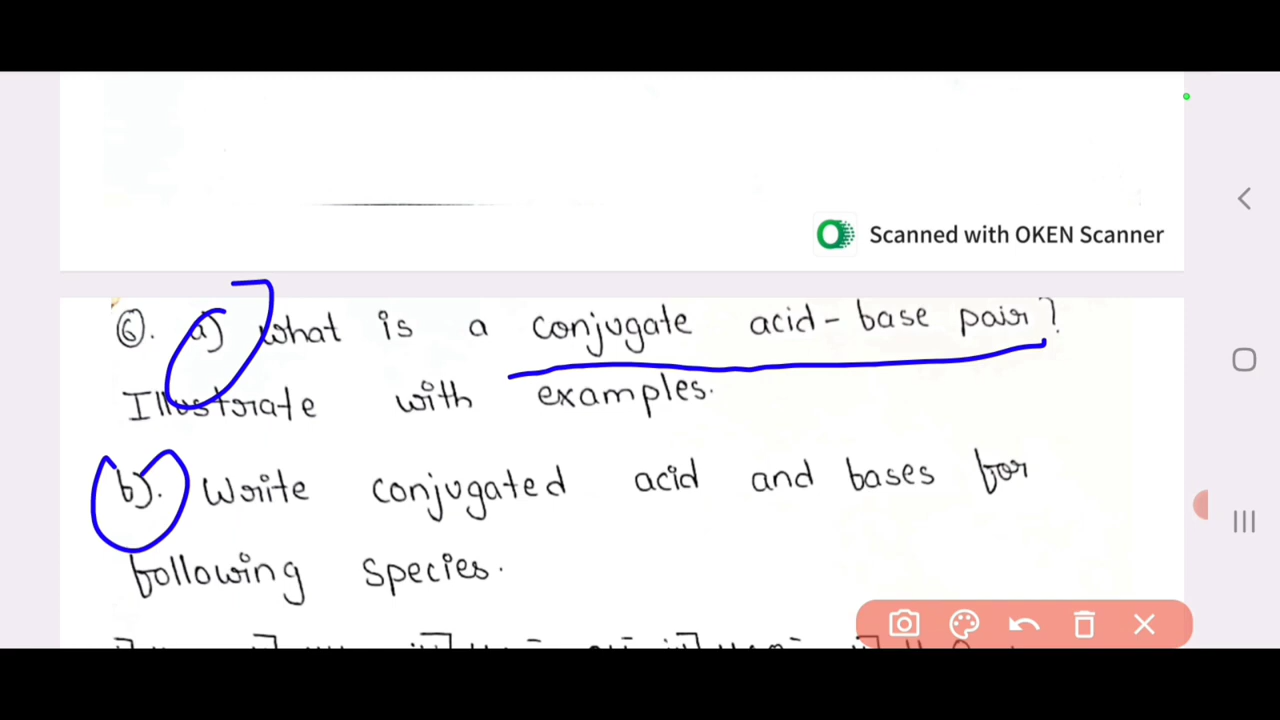 Scanned with OKEN Scanner
⑥. a) What is a conjugate acid-base pair?
Illustrate with examples.
b). Write conjugated acid and bases for
following species.